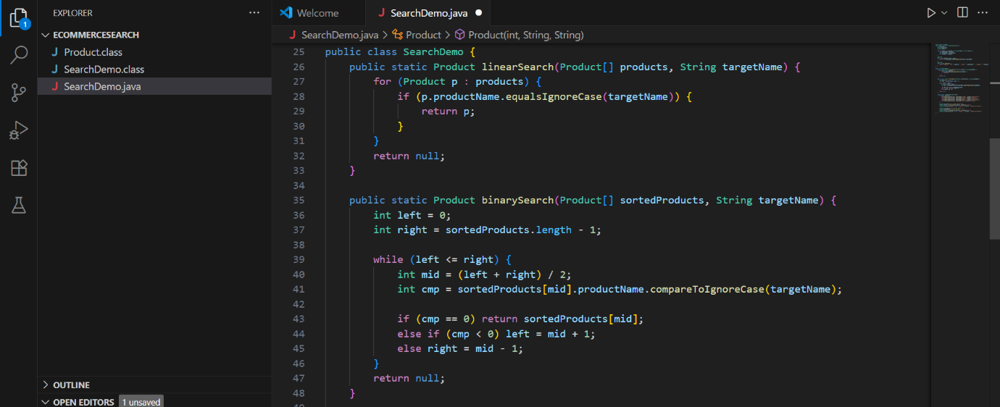 EXPLORER
ECOMMERCESEARCH
J Product.class
J SearchDemo.class
J SearchDemo.java
OUTLINE
OPEN EDITORS 1 unsaved
1
Welcome
J SearchDemo.java
J SearchDemo.java > Product > Product(int, String, String)
25 public class SearchDemo {
26 public static Product linearSearch(Product[] products, String targetName) {
27 for (Product p : products) {
28 if (p.productName.equalsIgnoreCase(targetName)) {
29 return p;
30 }
31 }
32 return null;
33 }
34
35 public static Product binarySearch(Product[] sortedProducts, String targetName) {
36 int left = 0;
37 int right = sortedProducts.length - 1;
38
39 while (left <= right) {
40 int mid = (left + right) / 2;
41 int cmp = sortedProducts[mid].productName.compareToIgnoreCase(targetName);
42
43 if (cmp == 0) return sortedProducts[mid];
44 else if (cmp < 0) left = mid + 1;
45 else right = mid - 1;
46 }
47 return null;
48 }